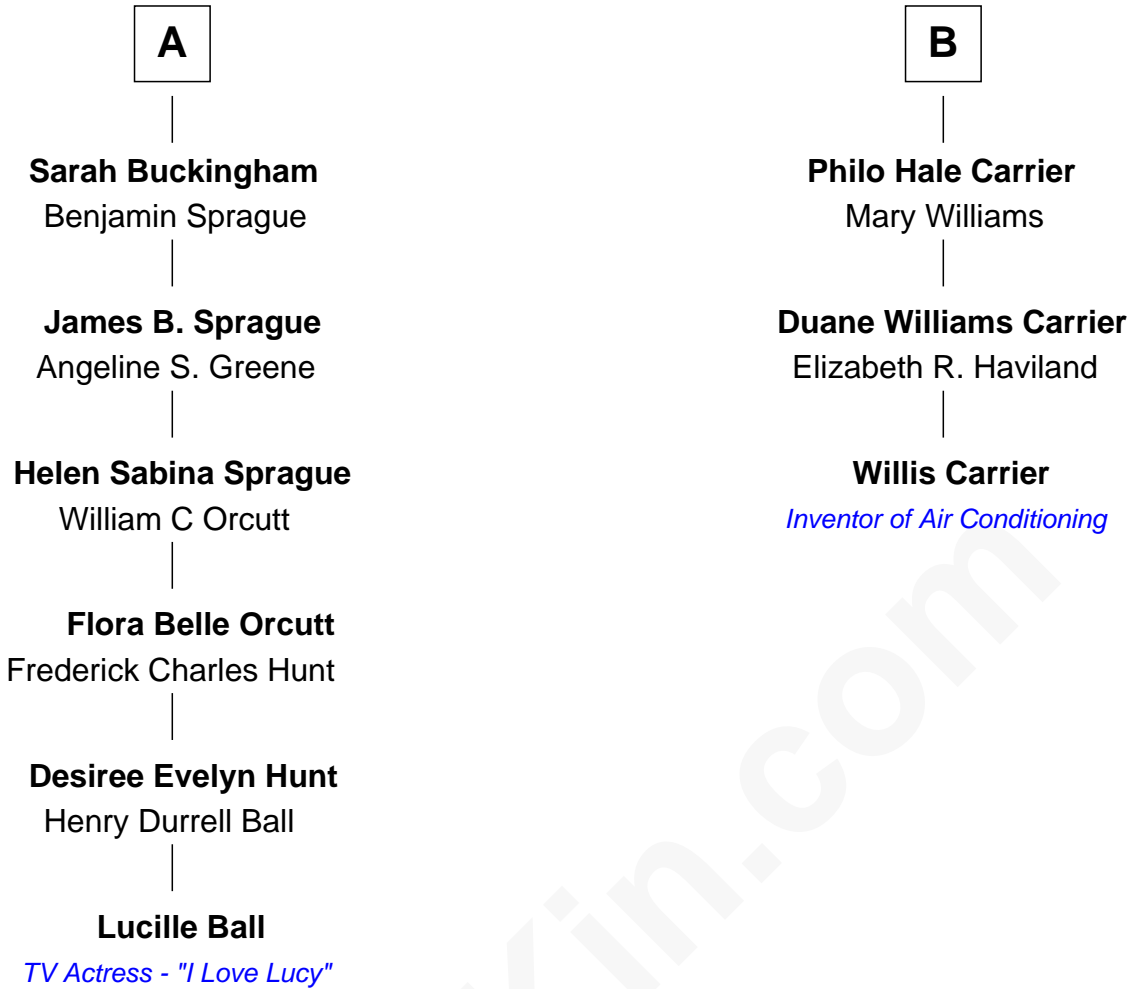 A
Sarah Buckingham
Benjamin Sprague
James B. Sprague
Angeline S. Greene
Helen Sabina Sprague
William C Orcutt
Flora Belle Orcutt
Frederick Charles Hunt
Desiree Evelyn Hunt
Henry Durrell Ball
Lucille Ball
TV Actress - "I Love Lucy"
B
Philo Hale Carrier
Mary Williams
Duane Williams Carrier
Elizabeth R. Haviland
Willis Carrier
Inventor of Air Conditioning
Kin.com